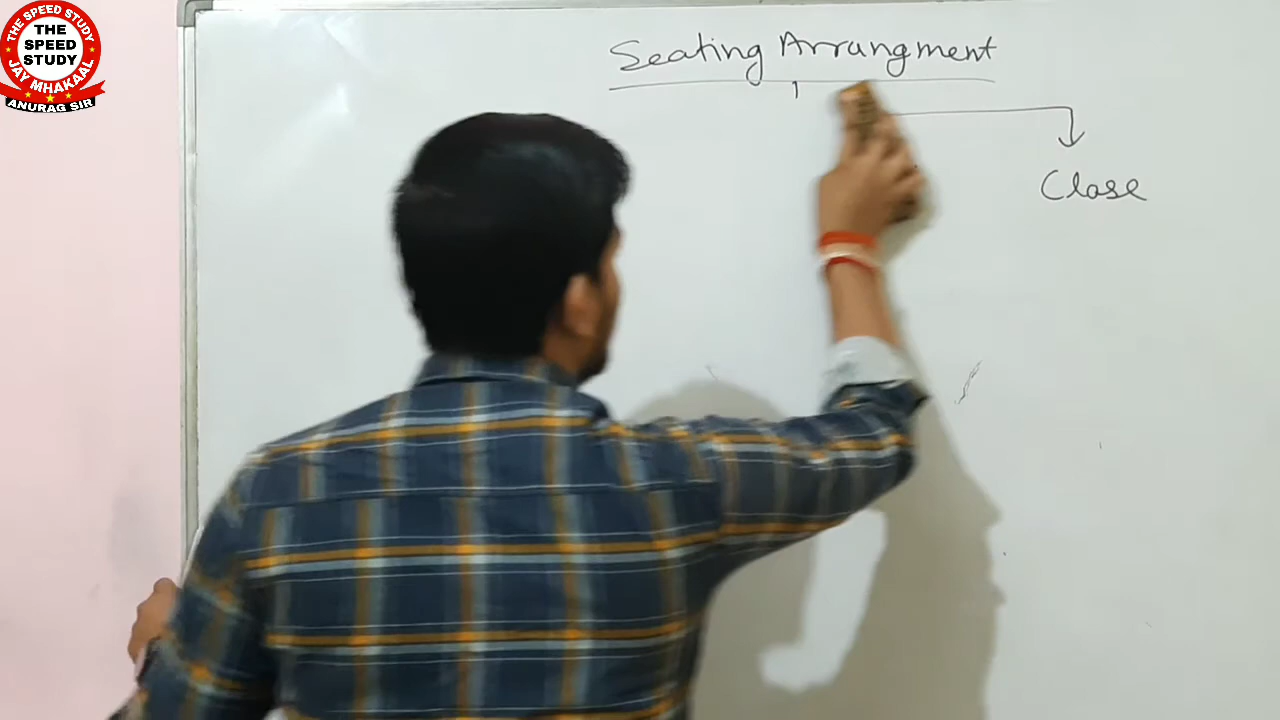 THE SPEED STUDY
THE
SPEED
STUDY
JAY MHAKAAL
ANURAG SIR
Seating Arrangment
Close